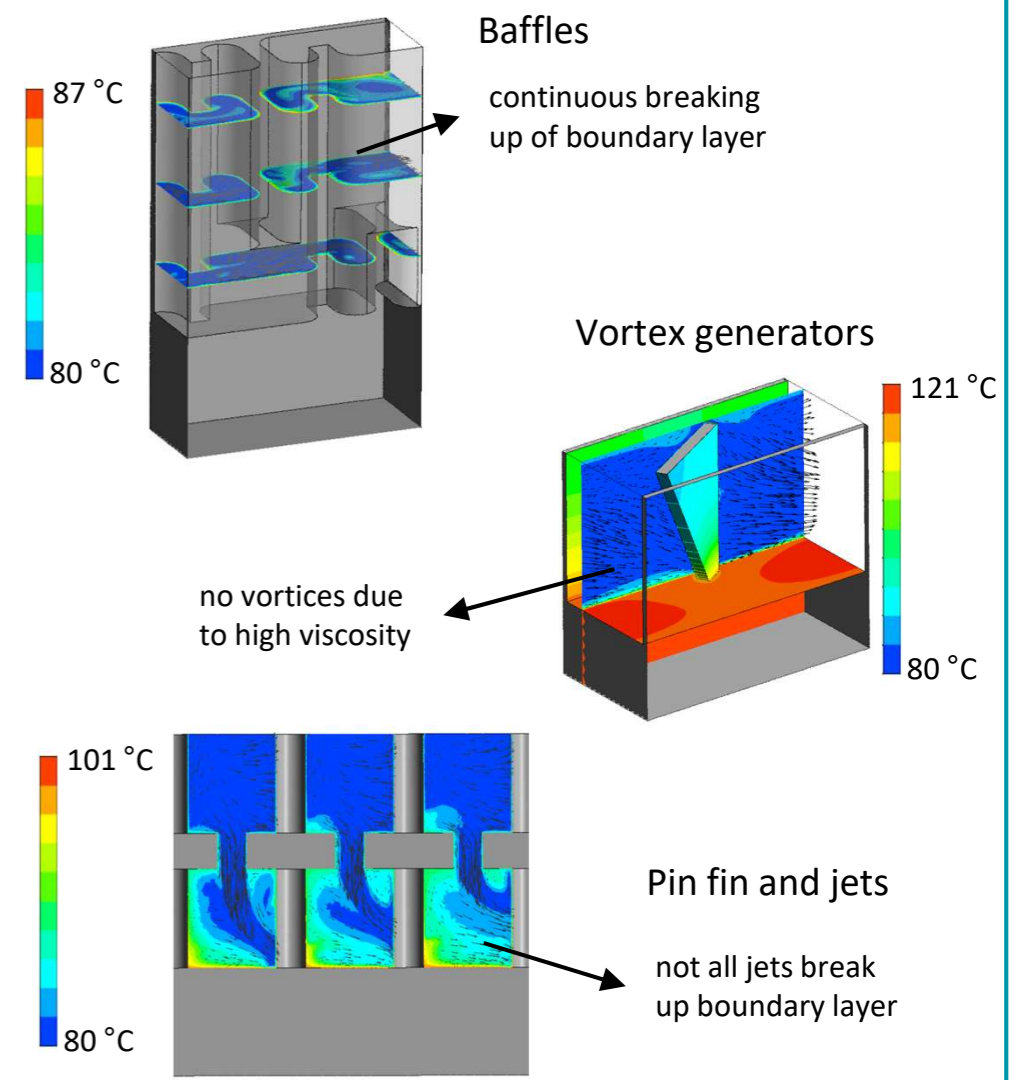 Baffles
87 °C
continuous breaking
up of boundary layer
80 °C
Vortex generators
121 °C
no vortices due
to high viscosity
80 °C
101 °C
Pin fin and jets
not all jets break
up boundary layer
80 °C